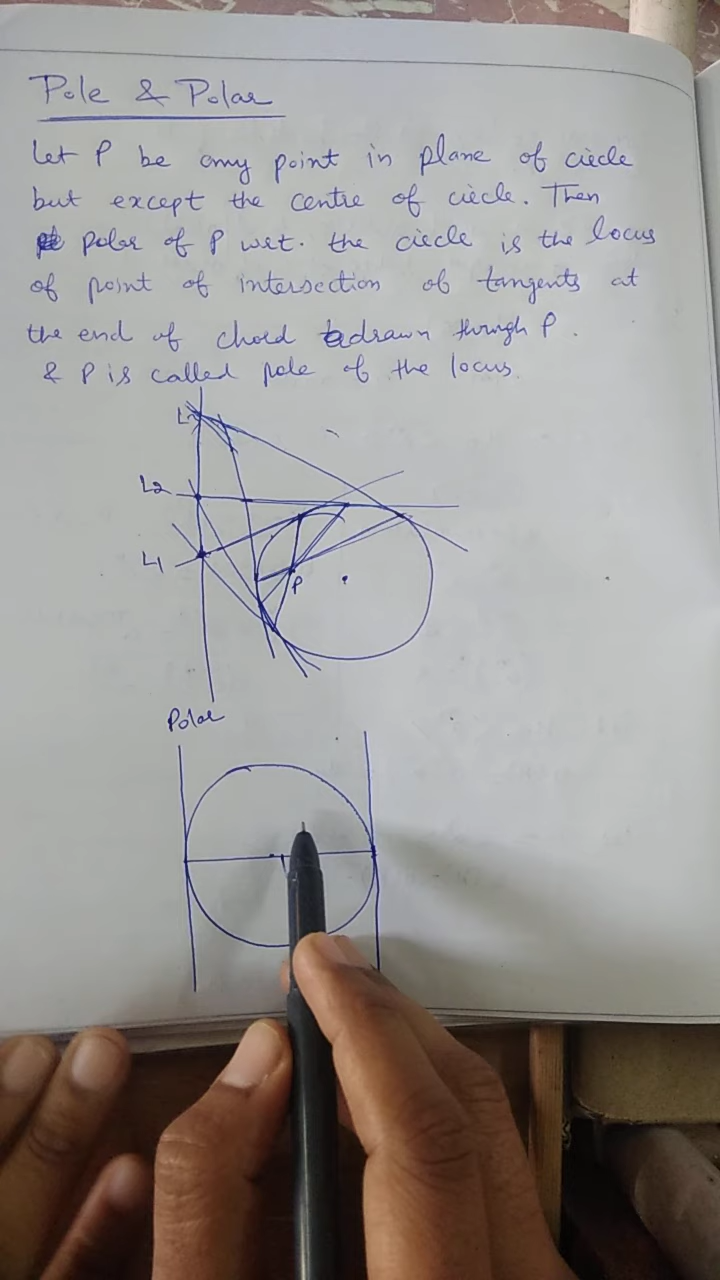 Pole & Polar
Let P be any point in plane of circle
but except the centre of circle. Then
polar of P wrt. the circle is the locus
of point of intersection of tangents at
the end of chord drawn through P.
& P is called pole of the locus.
L3
L2
L1
P
Polar